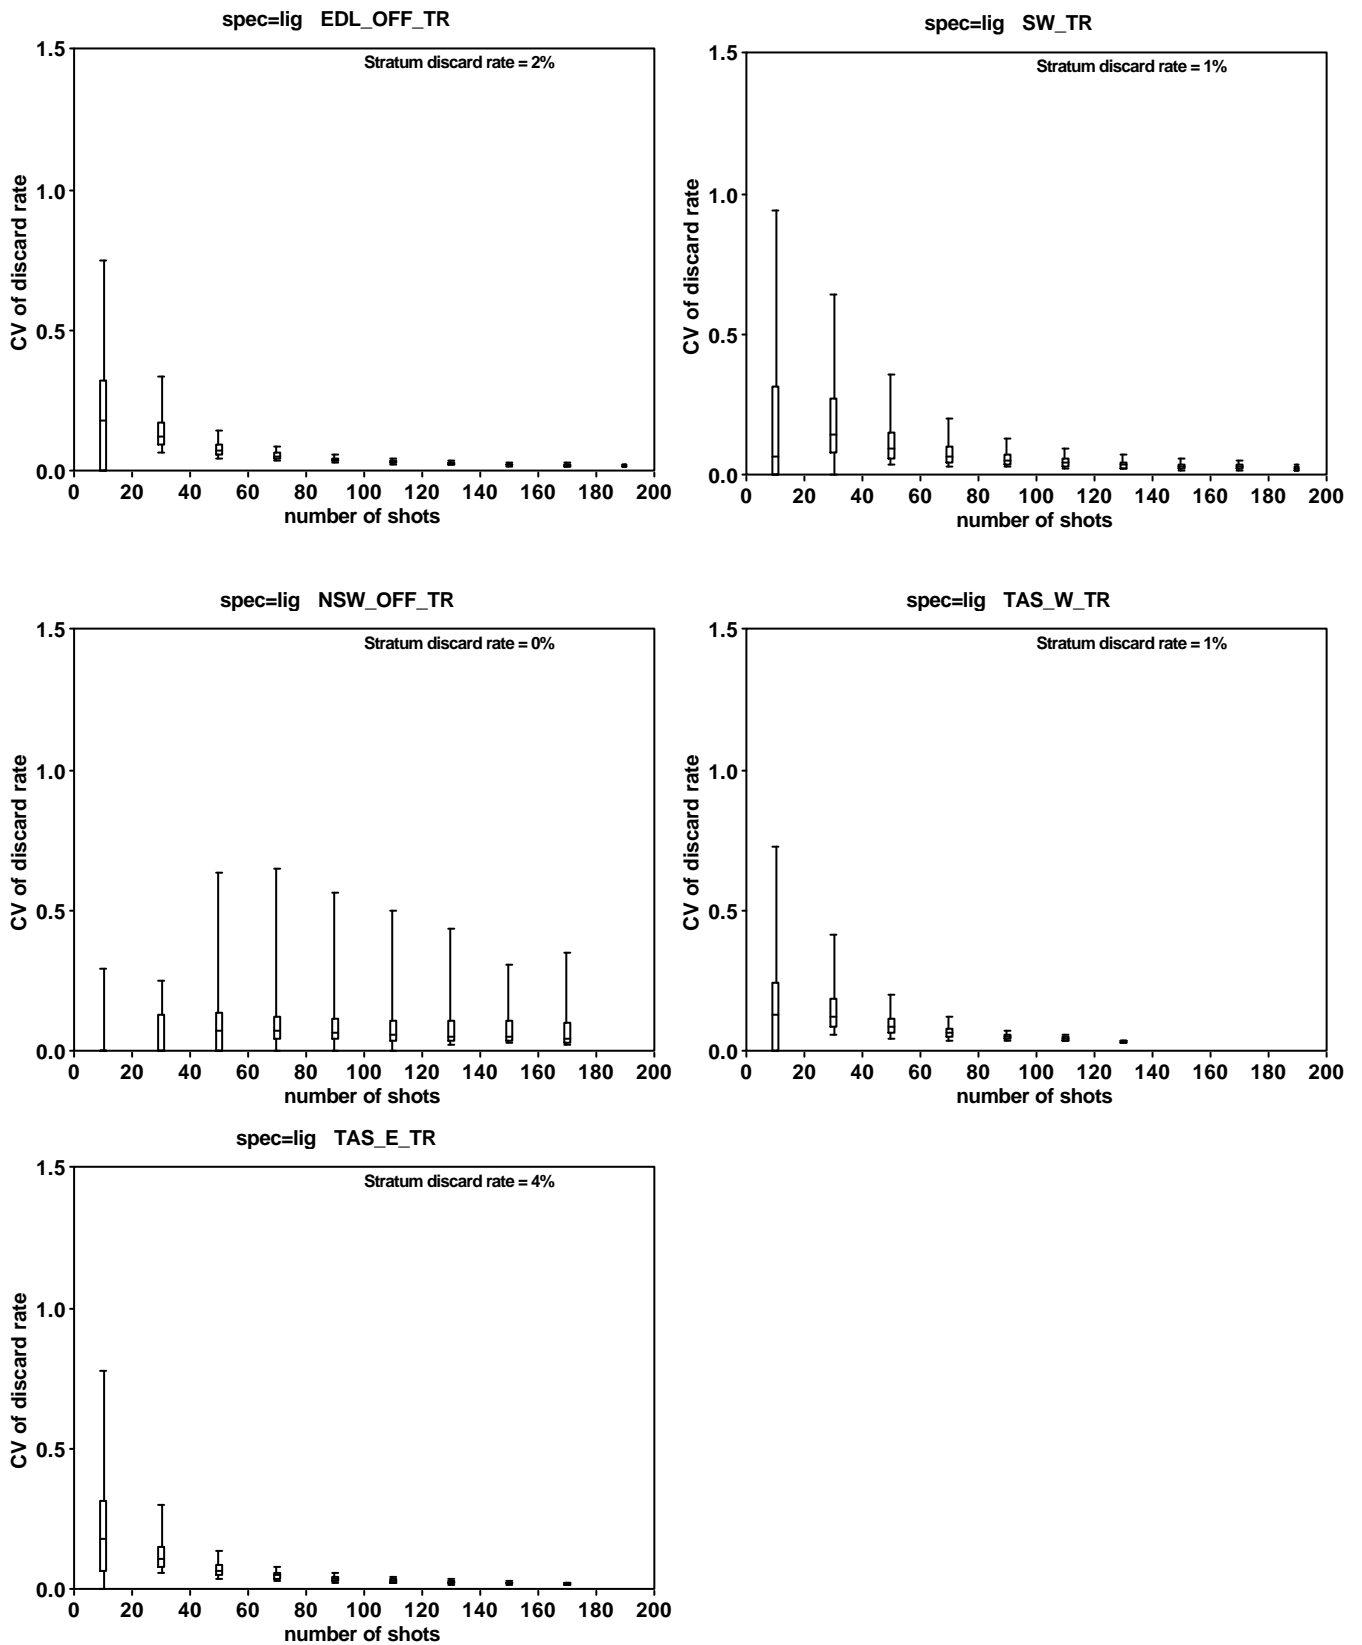 spec=lig EDL_OFF_TR
Stratum discard rate = 2%
CV of discard rate
1.5
1.0
0.5
0.0
0 20 40 60 80 100 120 140 160 180 200
number of shots
spec=lig SW_TR
Stratum discard rate = 1%
CV of discard rate
1.5
1.0
0.5
0.0
0 20 40 60 80 100 120 140 160 180 200
number of shots
spec=lig NSW_OFF_TR
Stratum discard rate = 0%
CV of discard rate
1.5
1.0
0.5
0.0
0 20 40 60 80 100 120 140 160 180 200
number of shots
spec=lig TAS_W_TR
Stratum discard rate = 1%
CV of discard rate
1.5
1.0
0.5
0.0
0 20 40 60 80 100 120 140 160 180 200
number of shots
spec=lig TAS_E_TR
Stratum discard rate = 4%
CV of discard rate
1.5
1.0
0.5
0.0
0 20 40 60 80 100 120 140 160 180 200
number of shots